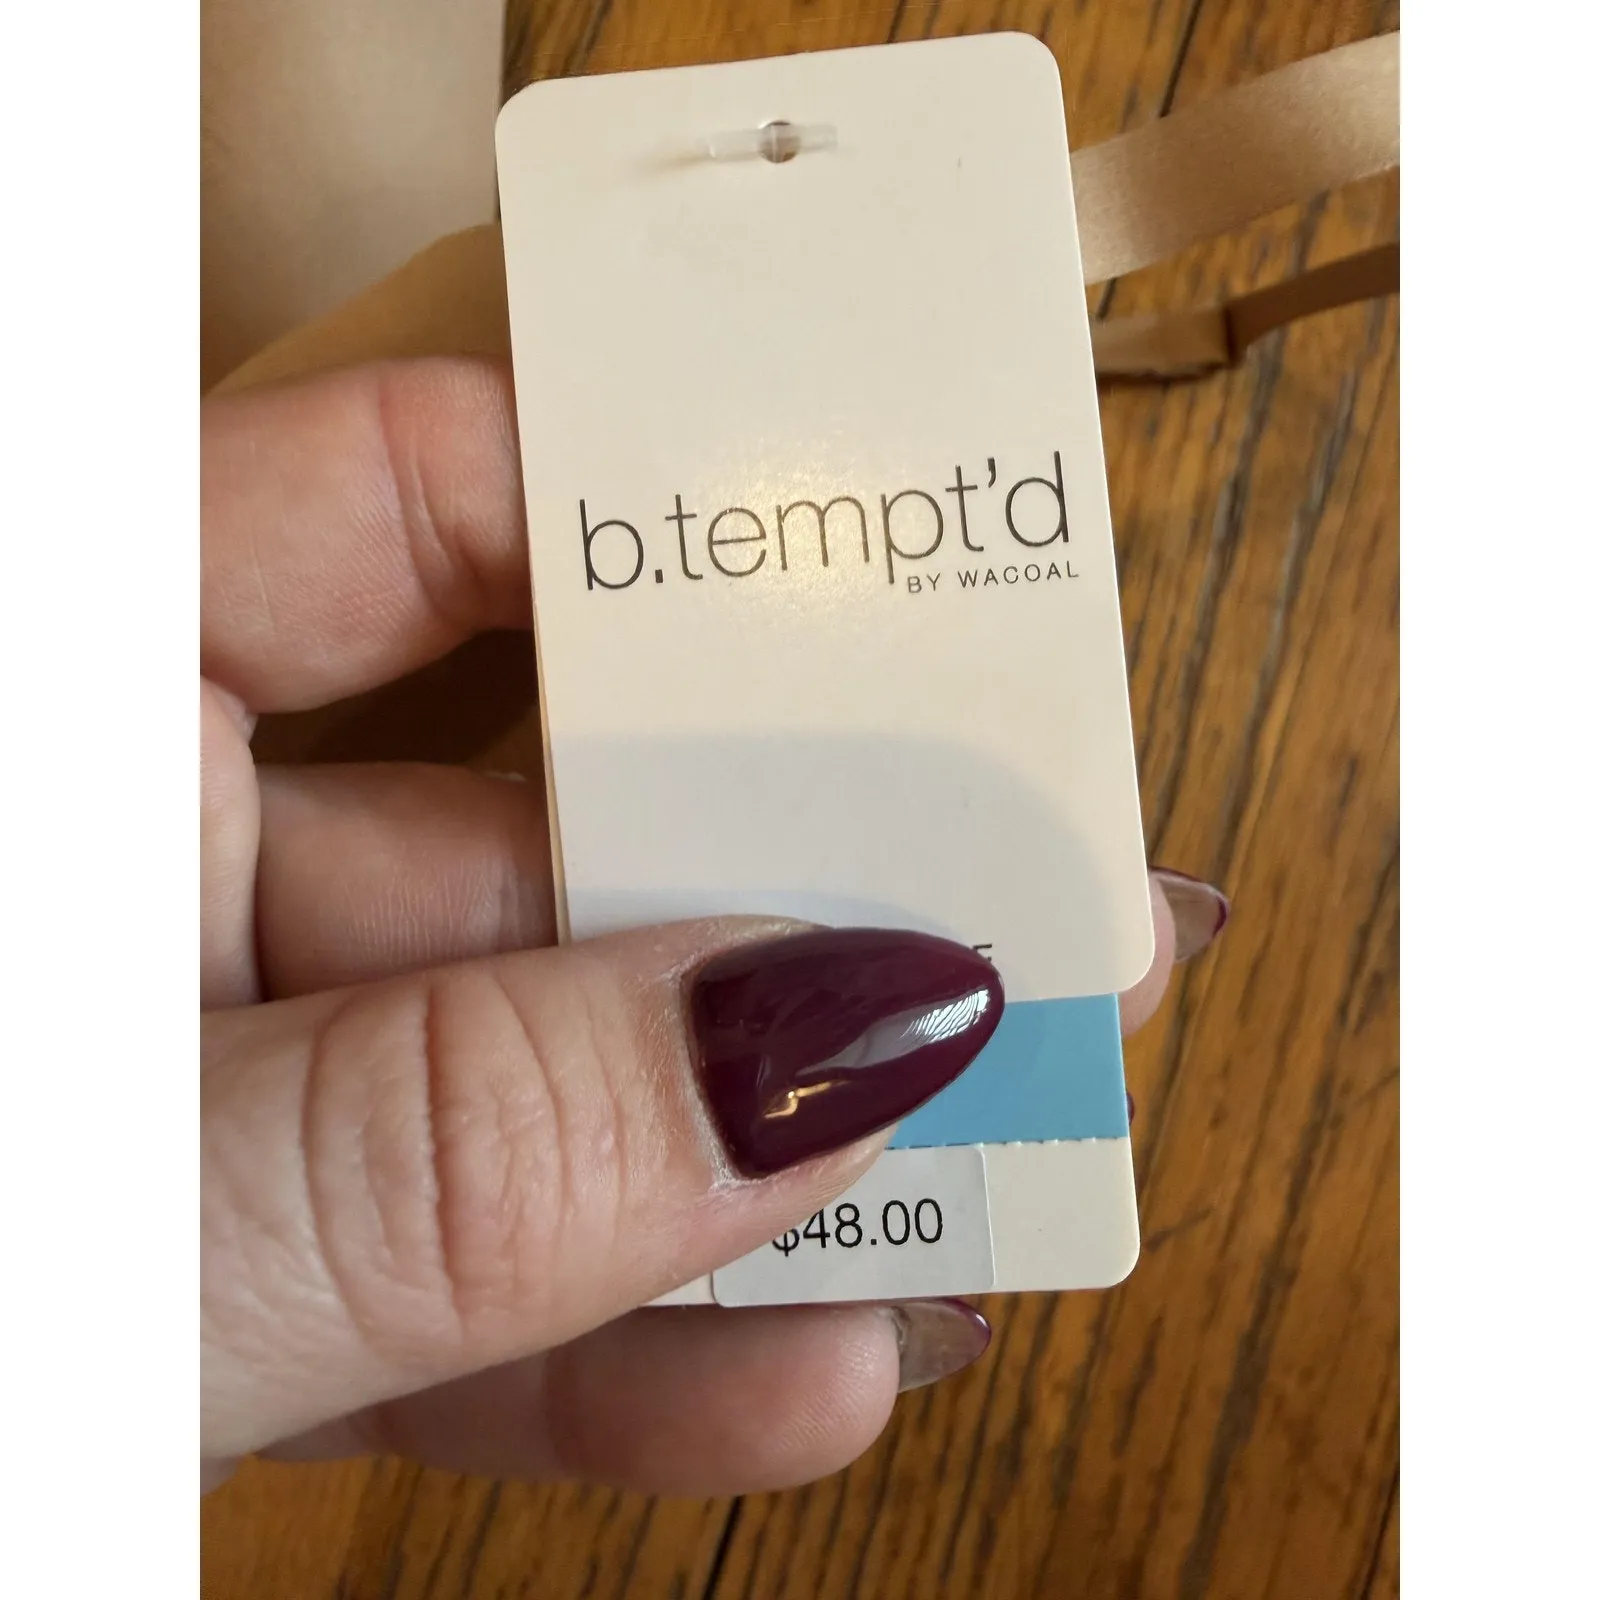 b.tempt'd
BY WACOAL
$48.00